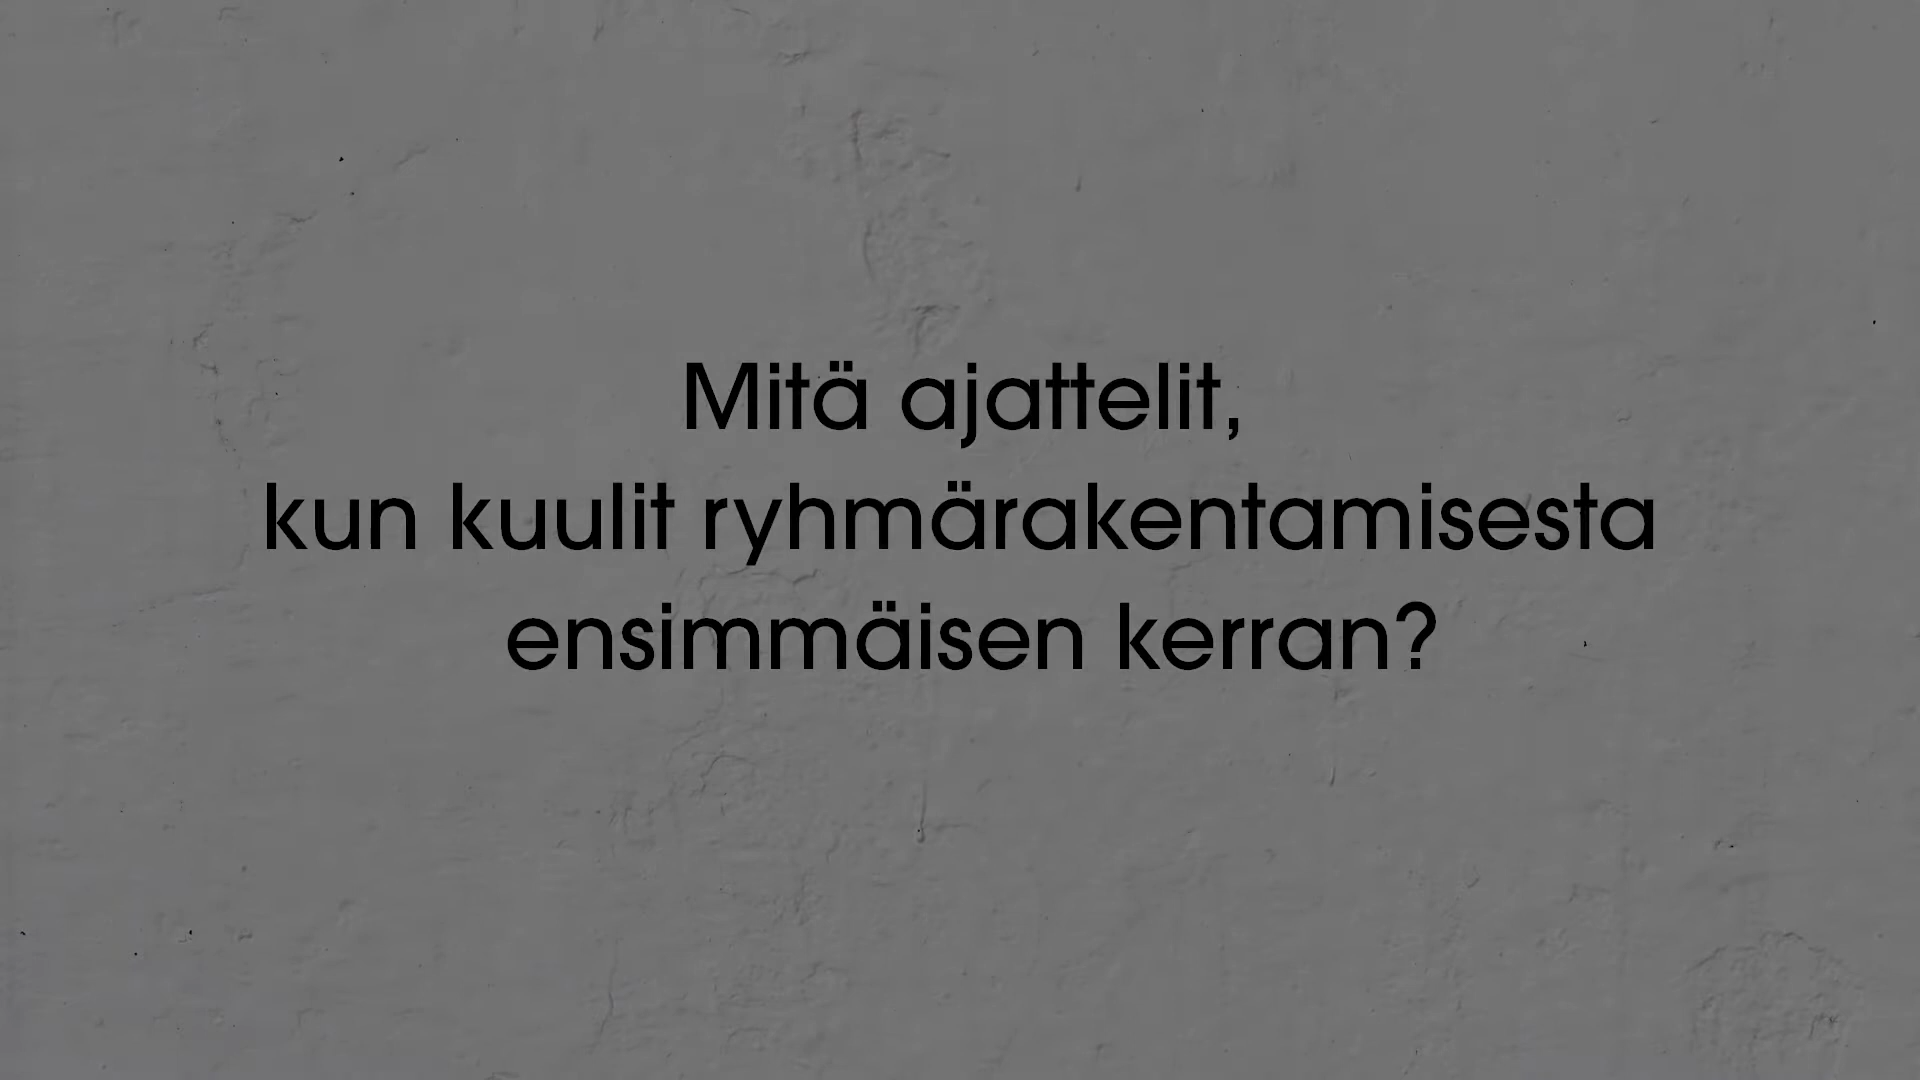 Mitä ajattelit,
kun kuulit ryhmärakentamisesta
ensimmäisen kerran?